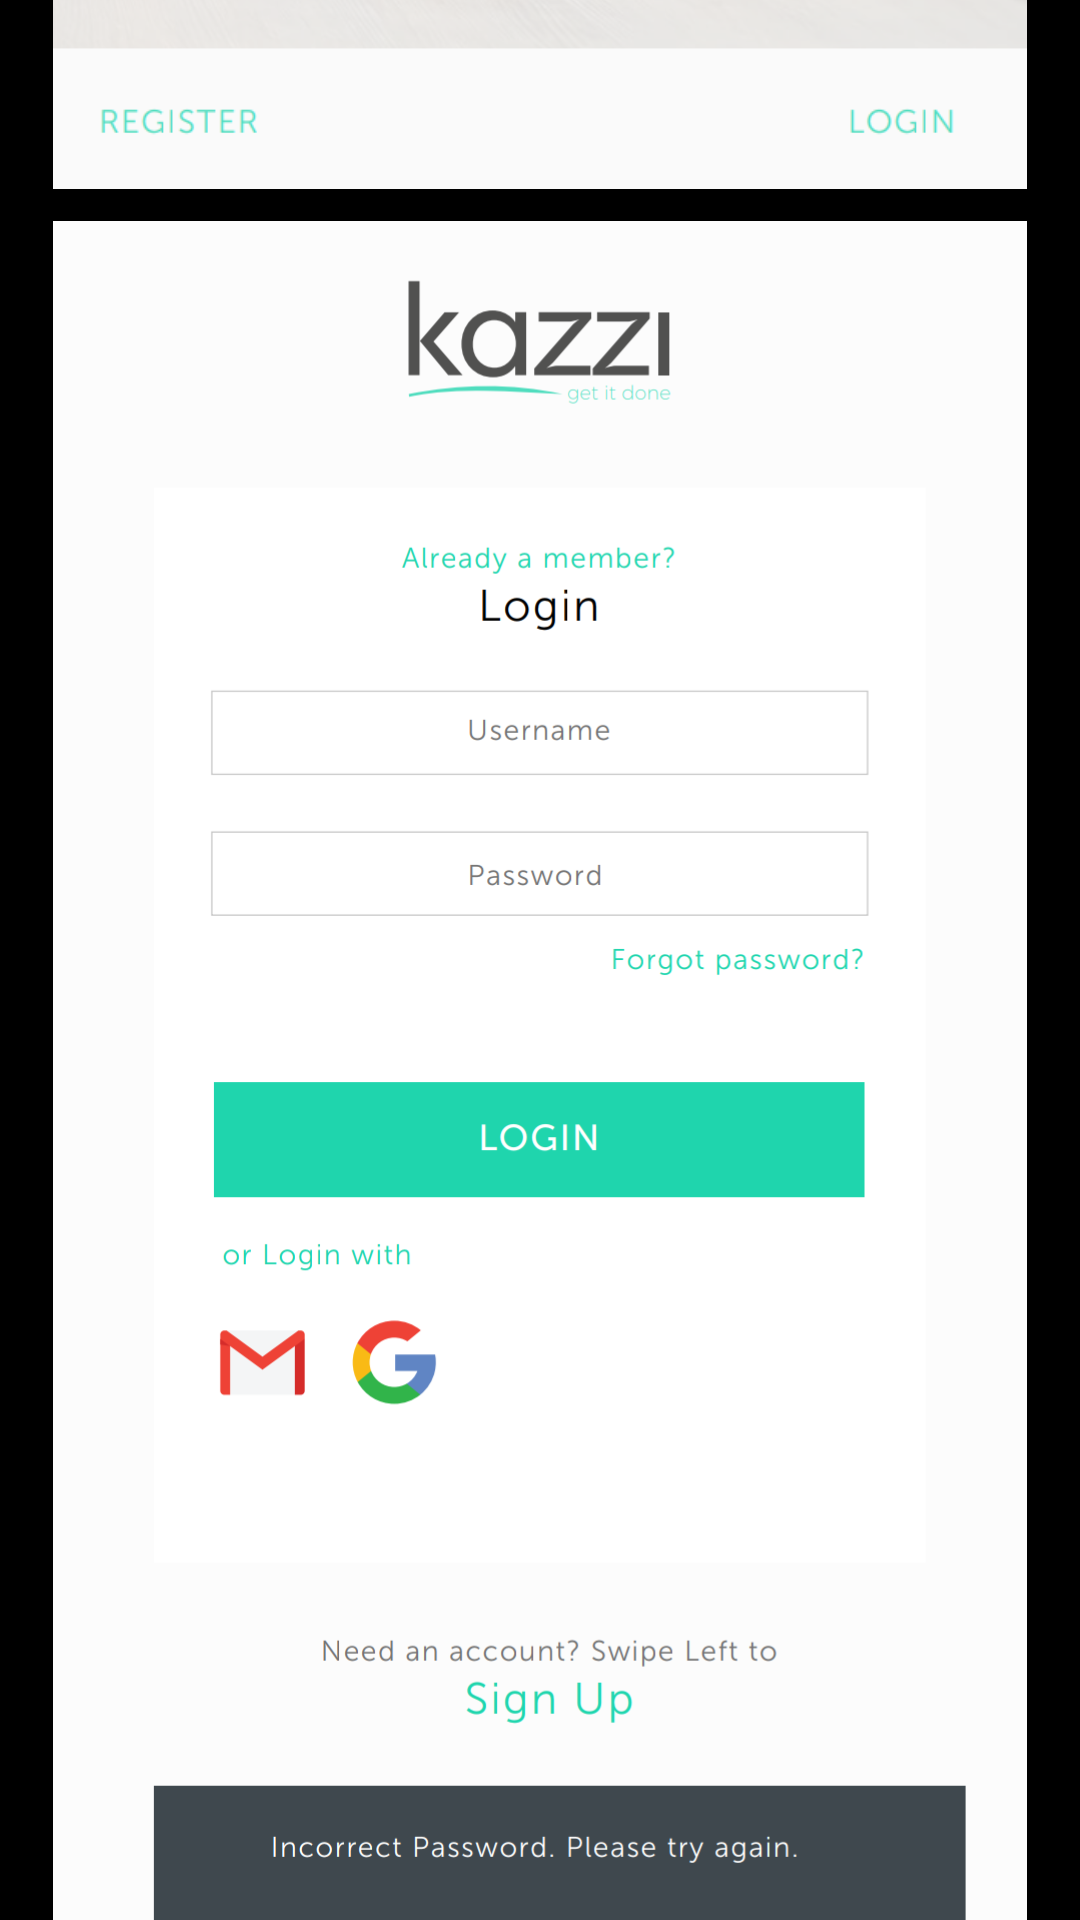 REGISTER LOGIN
kazzi
get it done
Already a member?
Login
Username
Password
Forgot password?
LOGIN
or Login with
Need an account? Swipe Left to
Sign Up
Incorrect Password. Please try again.